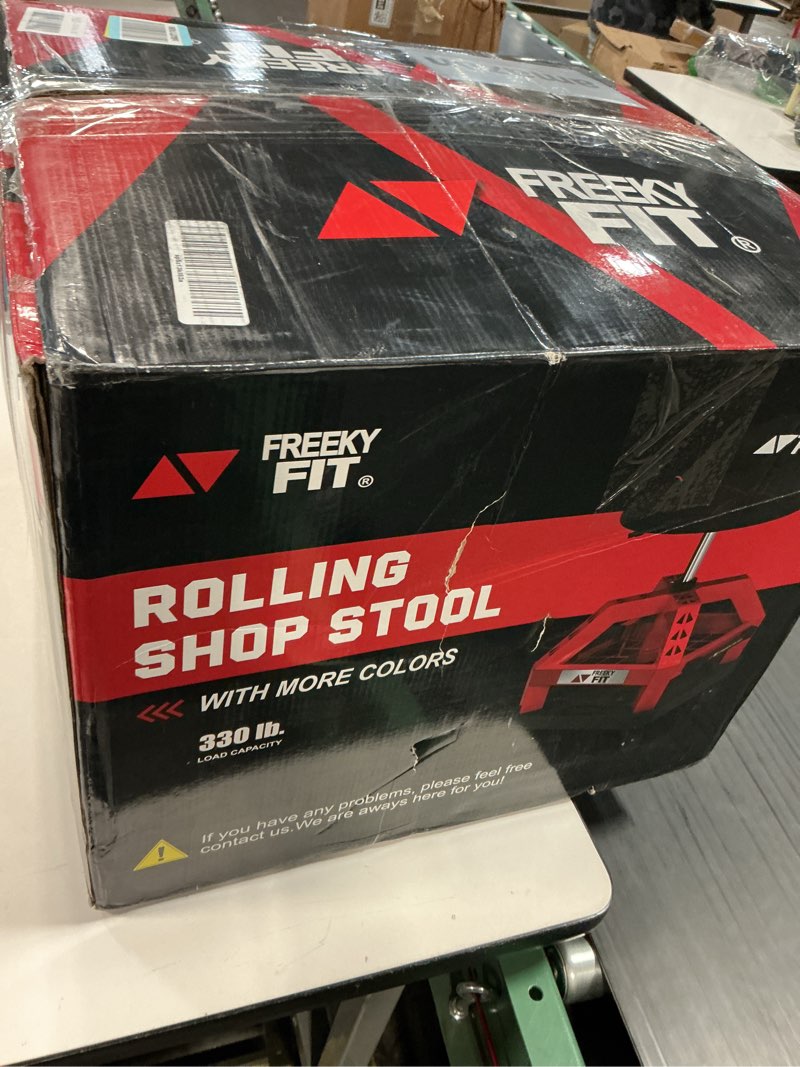 FREEKY
FIT®
FREEKY
FIT®
ROLLING
SHOP STOOL
WITH MORE COLORS
330 lb.
LOAD CAPACITY
If you have any problems, please feel free
contact us.We are aways here for you!
FREEKY
FIT